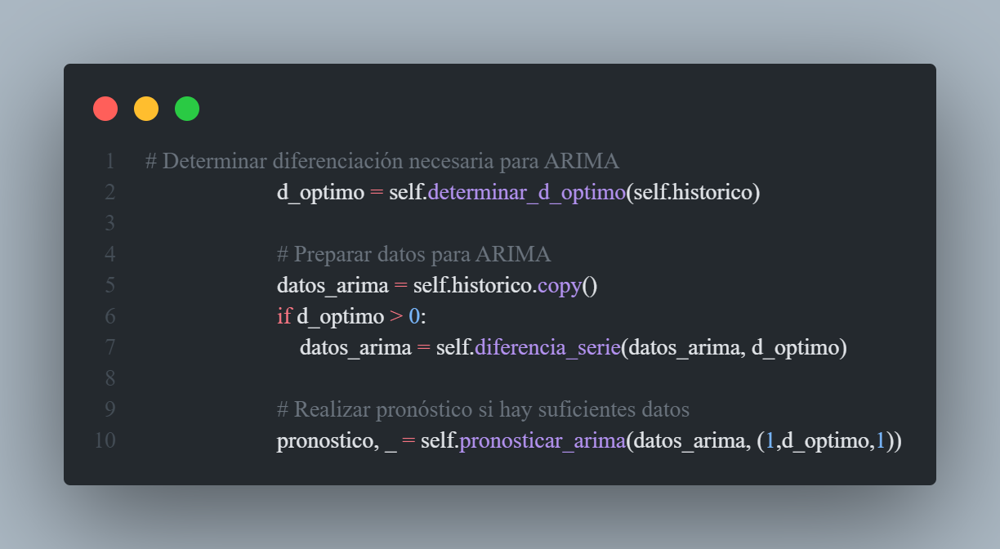 1 # Determinar diferenciación necesaria para ARIMA
2 d_optimo = self.determinar_d_optimo(self.historico)
3
4 # Preparar datos para ARIMA
5 datos_arima = self.historico.copy()
6 if d_optimo > 0:
7 datos_arima = self.diferencia_serie(datos_arima, d_optimo)
8
9 # Realizar pronóstico si hay suficientes datos
10 pronostico, _ = self.pronosticar_arima(datos_arima, (1,d_optimo,1))